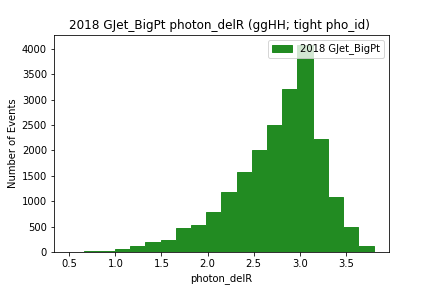 2018 GJet_BigPt photon_delR (ggHH; tight pho_id)
2018 GJet_BigPt
4000
3500
3000
2500
2000
1500
1000
500
0
Number of Events
0.5 1.0 1.5 2.0 2.5 3.0 3.5
photon_delR